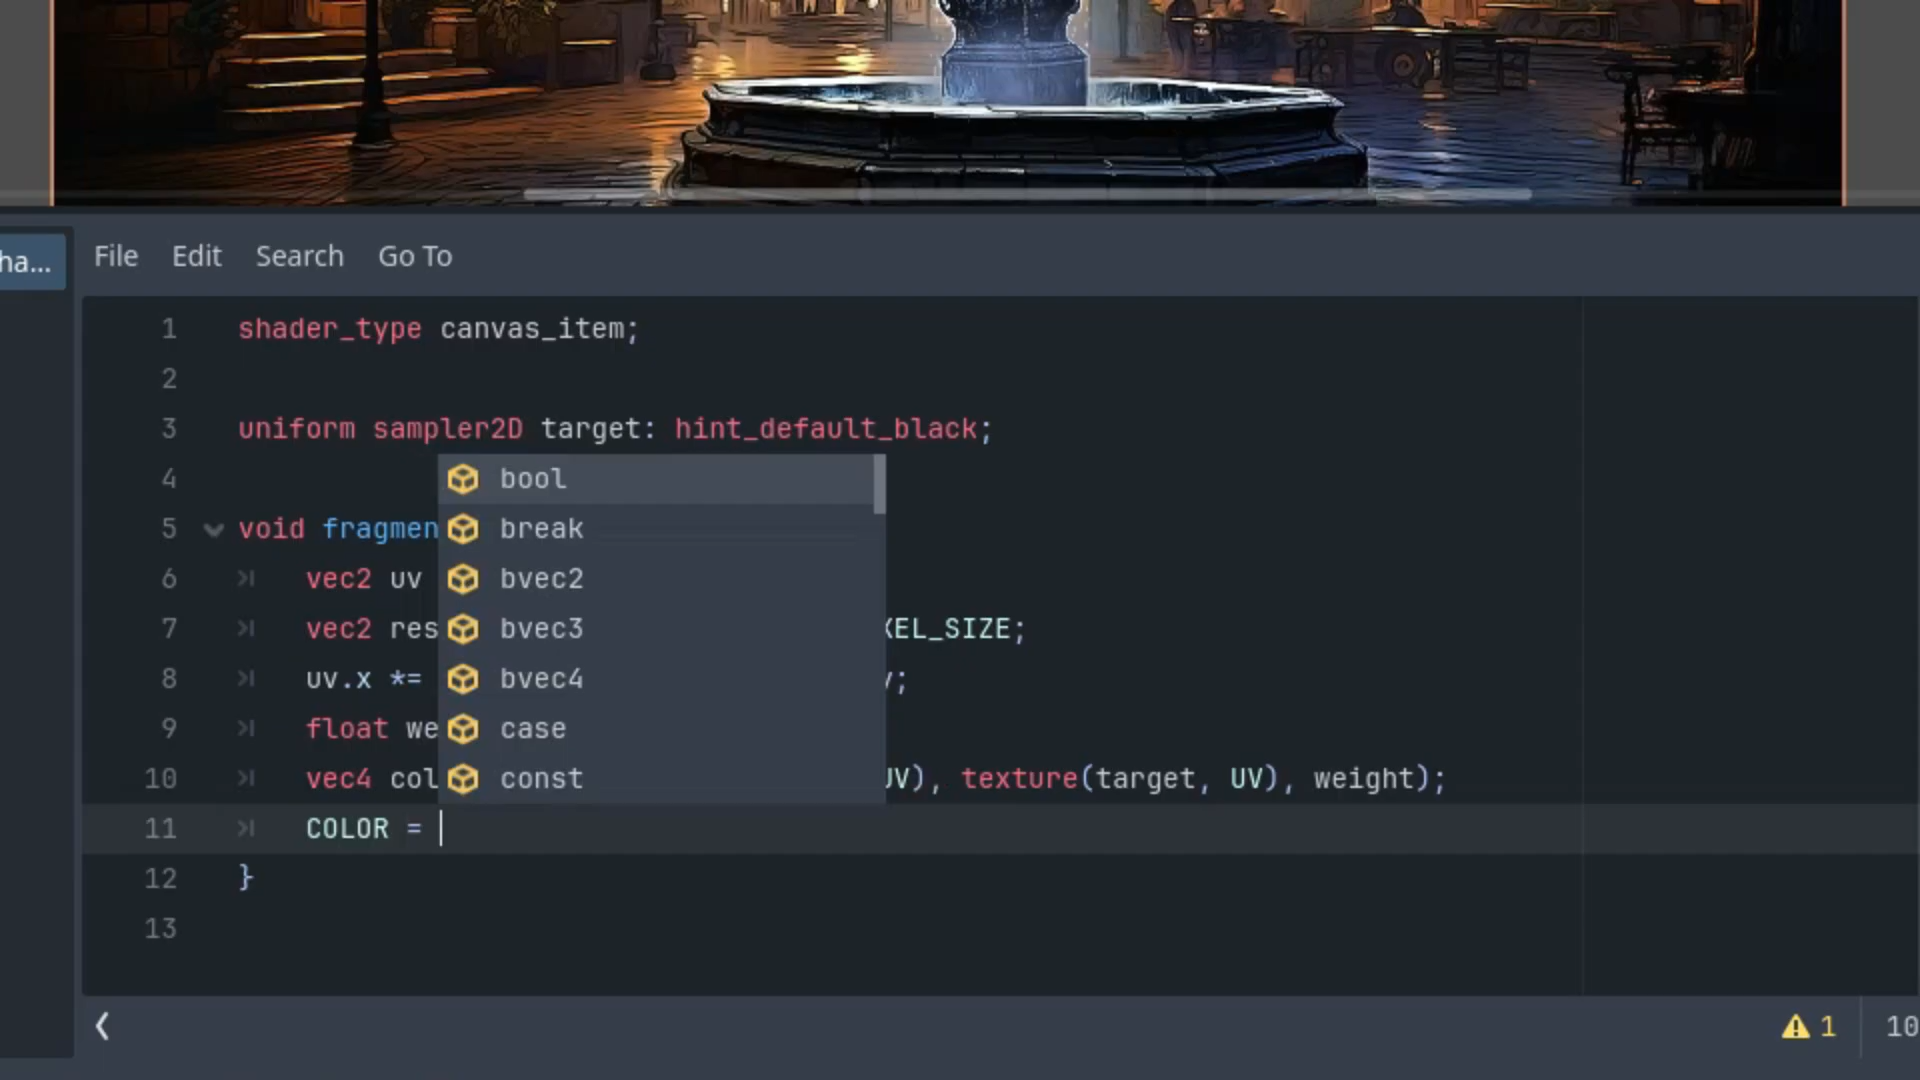 ha...
File Edit Search Go To
1 shader_type canvas_item;
2
3 uniform sampler2D target: hint_default_black;
4 bool
5 void fragmen break
6 vec2 uv bvec2
7 vec2 res bvec3 XEL_SIZE;
8 uv.x *= bvec4 y;
9 float we case
10 vec4 col const UV), texture(target, UV), weight);
11 COLOR =
12 }
13
1 10